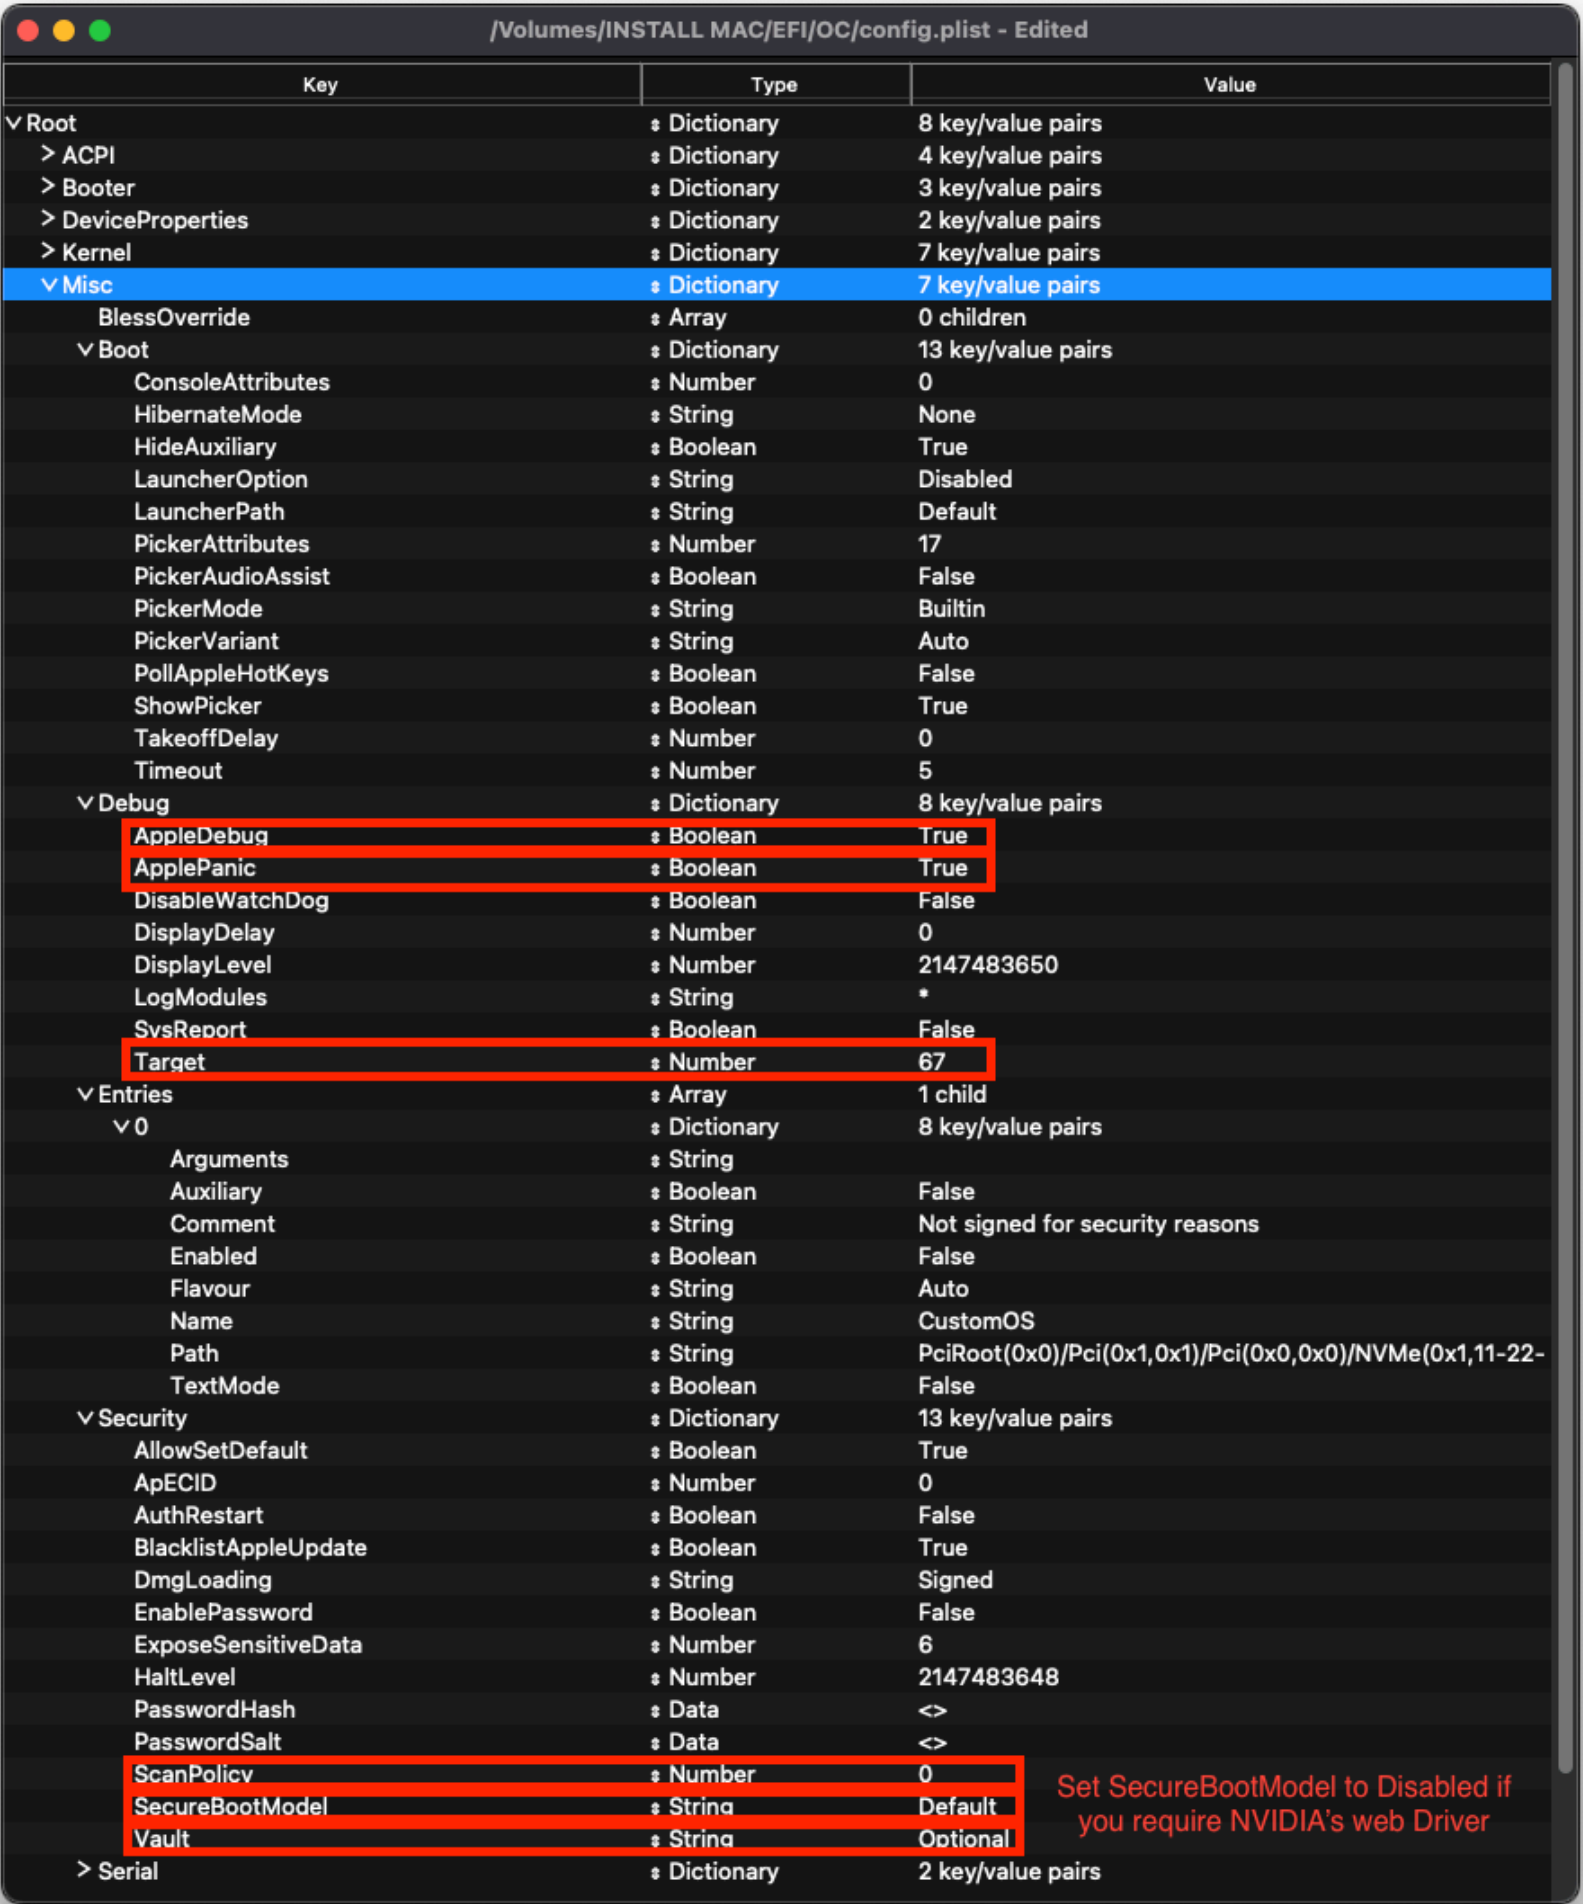 /Volumes/INSTALL MAC/EFI/OC/config.plist - Edited
Key Type Value
Root Dictionary 8 key/value pairs
ACPI Dictionary 4 key/value pairs
Booter Dictionary 3 key/value pairs
DeviceProperties Dictionary 2 key/value pairs
Kernel Dictionary 7 key/value pairs
Misc Dictionary 7 key/value pairs
BlessOverride Array 0 children
Boot Dictionary 13 key/value pairs
ConsoleAttributes Number 0
HibernateMode String None
HideAuxiliary Boolean True
LauncherOption String Disabled
LauncherPath String Default
PickerAttributes Number 17
PickerAudioAssist Boolean False
PickerMode String Builtin
PickerVariant String Auto
PollAppleHotKeys Boolean False
ShowPicker Boolean True
TakeoffDelay Number 0
Timeout Number 5
Debug Dictionary 8 key/value pairs
AppleDebug Boolean True
ApplePanic Boolean True
DisableWatchDog Boolean False
DisplayDelay Number 0
DisplayLevel Number 2147483650
LogModules String *
SysReport Boolean False
Target Number 67
Entries Array 1 child
0 Dictionary 8 key/value pairs
Arguments String
Auxiliary Boolean False
Comment String Not signed for security reasons
Enabled Boolean False
Flavour String Auto
Name String CustomOS
Path String PciRoot(0x0)/Pci(0x1,0x1)/Pci(0x0,0x0)/NVMe(0x1,11-22-
TextMode Boolean False
Security Dictionary 13 key/value pairs
AllowSetDefault Boolean True
ApECID Number 0
AuthRestart Boolean False
BlacklistAppleUpdate Boolean True
DmgLoading String Signed
EnablePassword Boolean False
ExposeSensitiveData Number 6
HaltLevel Number 2147483648
PasswordHash Data <>
PasswordSalt Data <>
ScanPolicy Number 0
SecureBootModel String Default
Vault String Optional
Set SecureBootModel to Disabled if
you require NVIDIA's web Driver
Serial Dictionary 2 key/value pairs